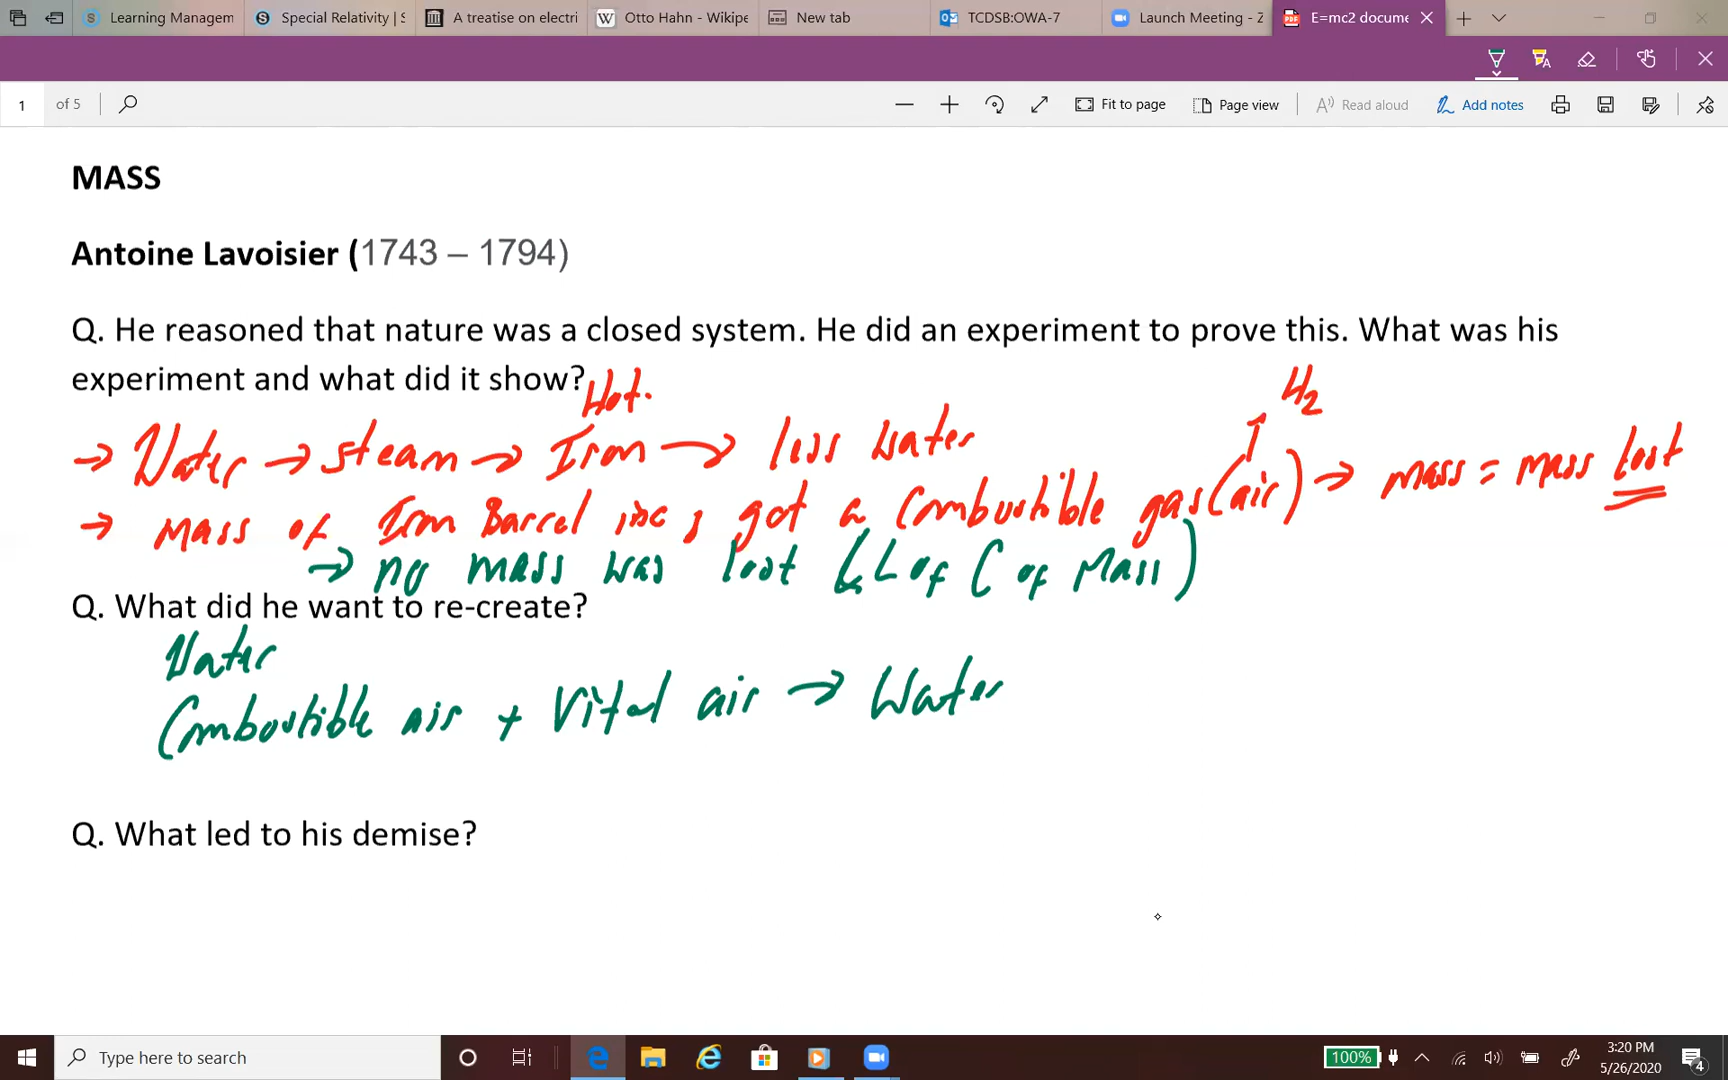 Learning Managem
Special Relativity | S
A treatise on electri
Otto Hahn - Wikipe
New tab
TCDSB:OWA-7
Launch Meeting - Z
E=mc2 docume
1 of 5
Fit to page
Page view
Read aloud
Add notes
MASS
Antoine Lavoisier (1743 – 1794)
Q. He reasoned that nature was a closed system. He did an experiment to prove this. What was his
experiment and what did it show?
Hot.
H2
→ Water → steam → Iron → less water
→ mass of Iron Barrel inc, got a combustible gas (air) → mass = mass lost
→ no mass was lost (L of C of Mass)
Q. What did he want to re-create?
Water
Combustible air + Vital air → Water
Q. What led to his demise?
Type here to search
100%
3:20 PM
5/26/2020
4